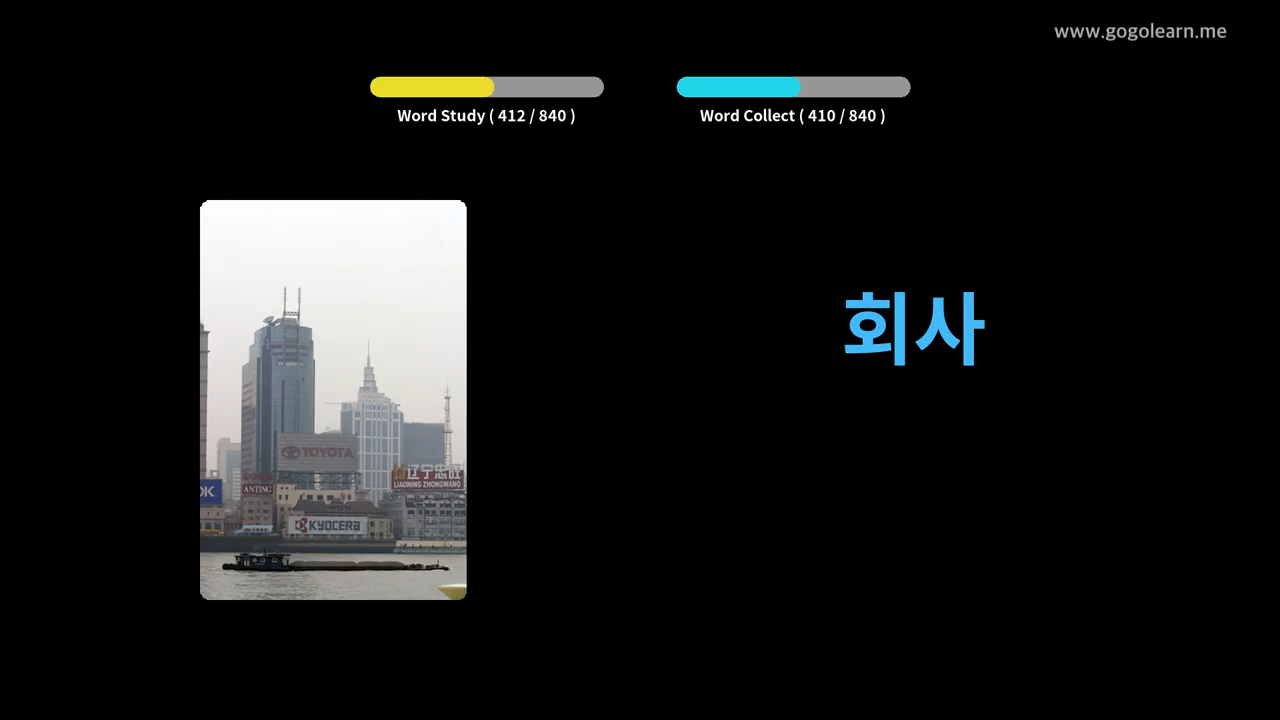 www.gogolearn.me
Word Study ( 412 / 840 )
Word Collect ( 410 / 840 )
회사
TOYOTA
辽宁忠旺
LIAONING ZHONGWANG
OK
ANTING
KYOCERA